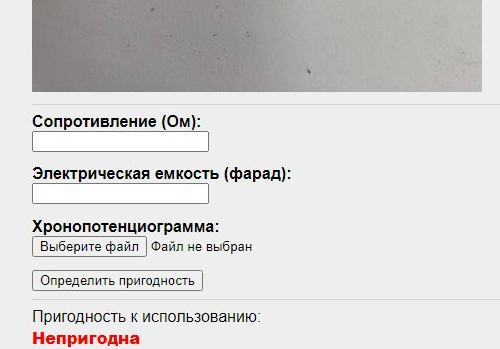 Сопротивление (Ом):
Электрическая емкость (фарад):
Хронопотенциограмма:
Выберите файл Файл не выбран
Определить пригодность
Пригодность к использованию:
Непригодна